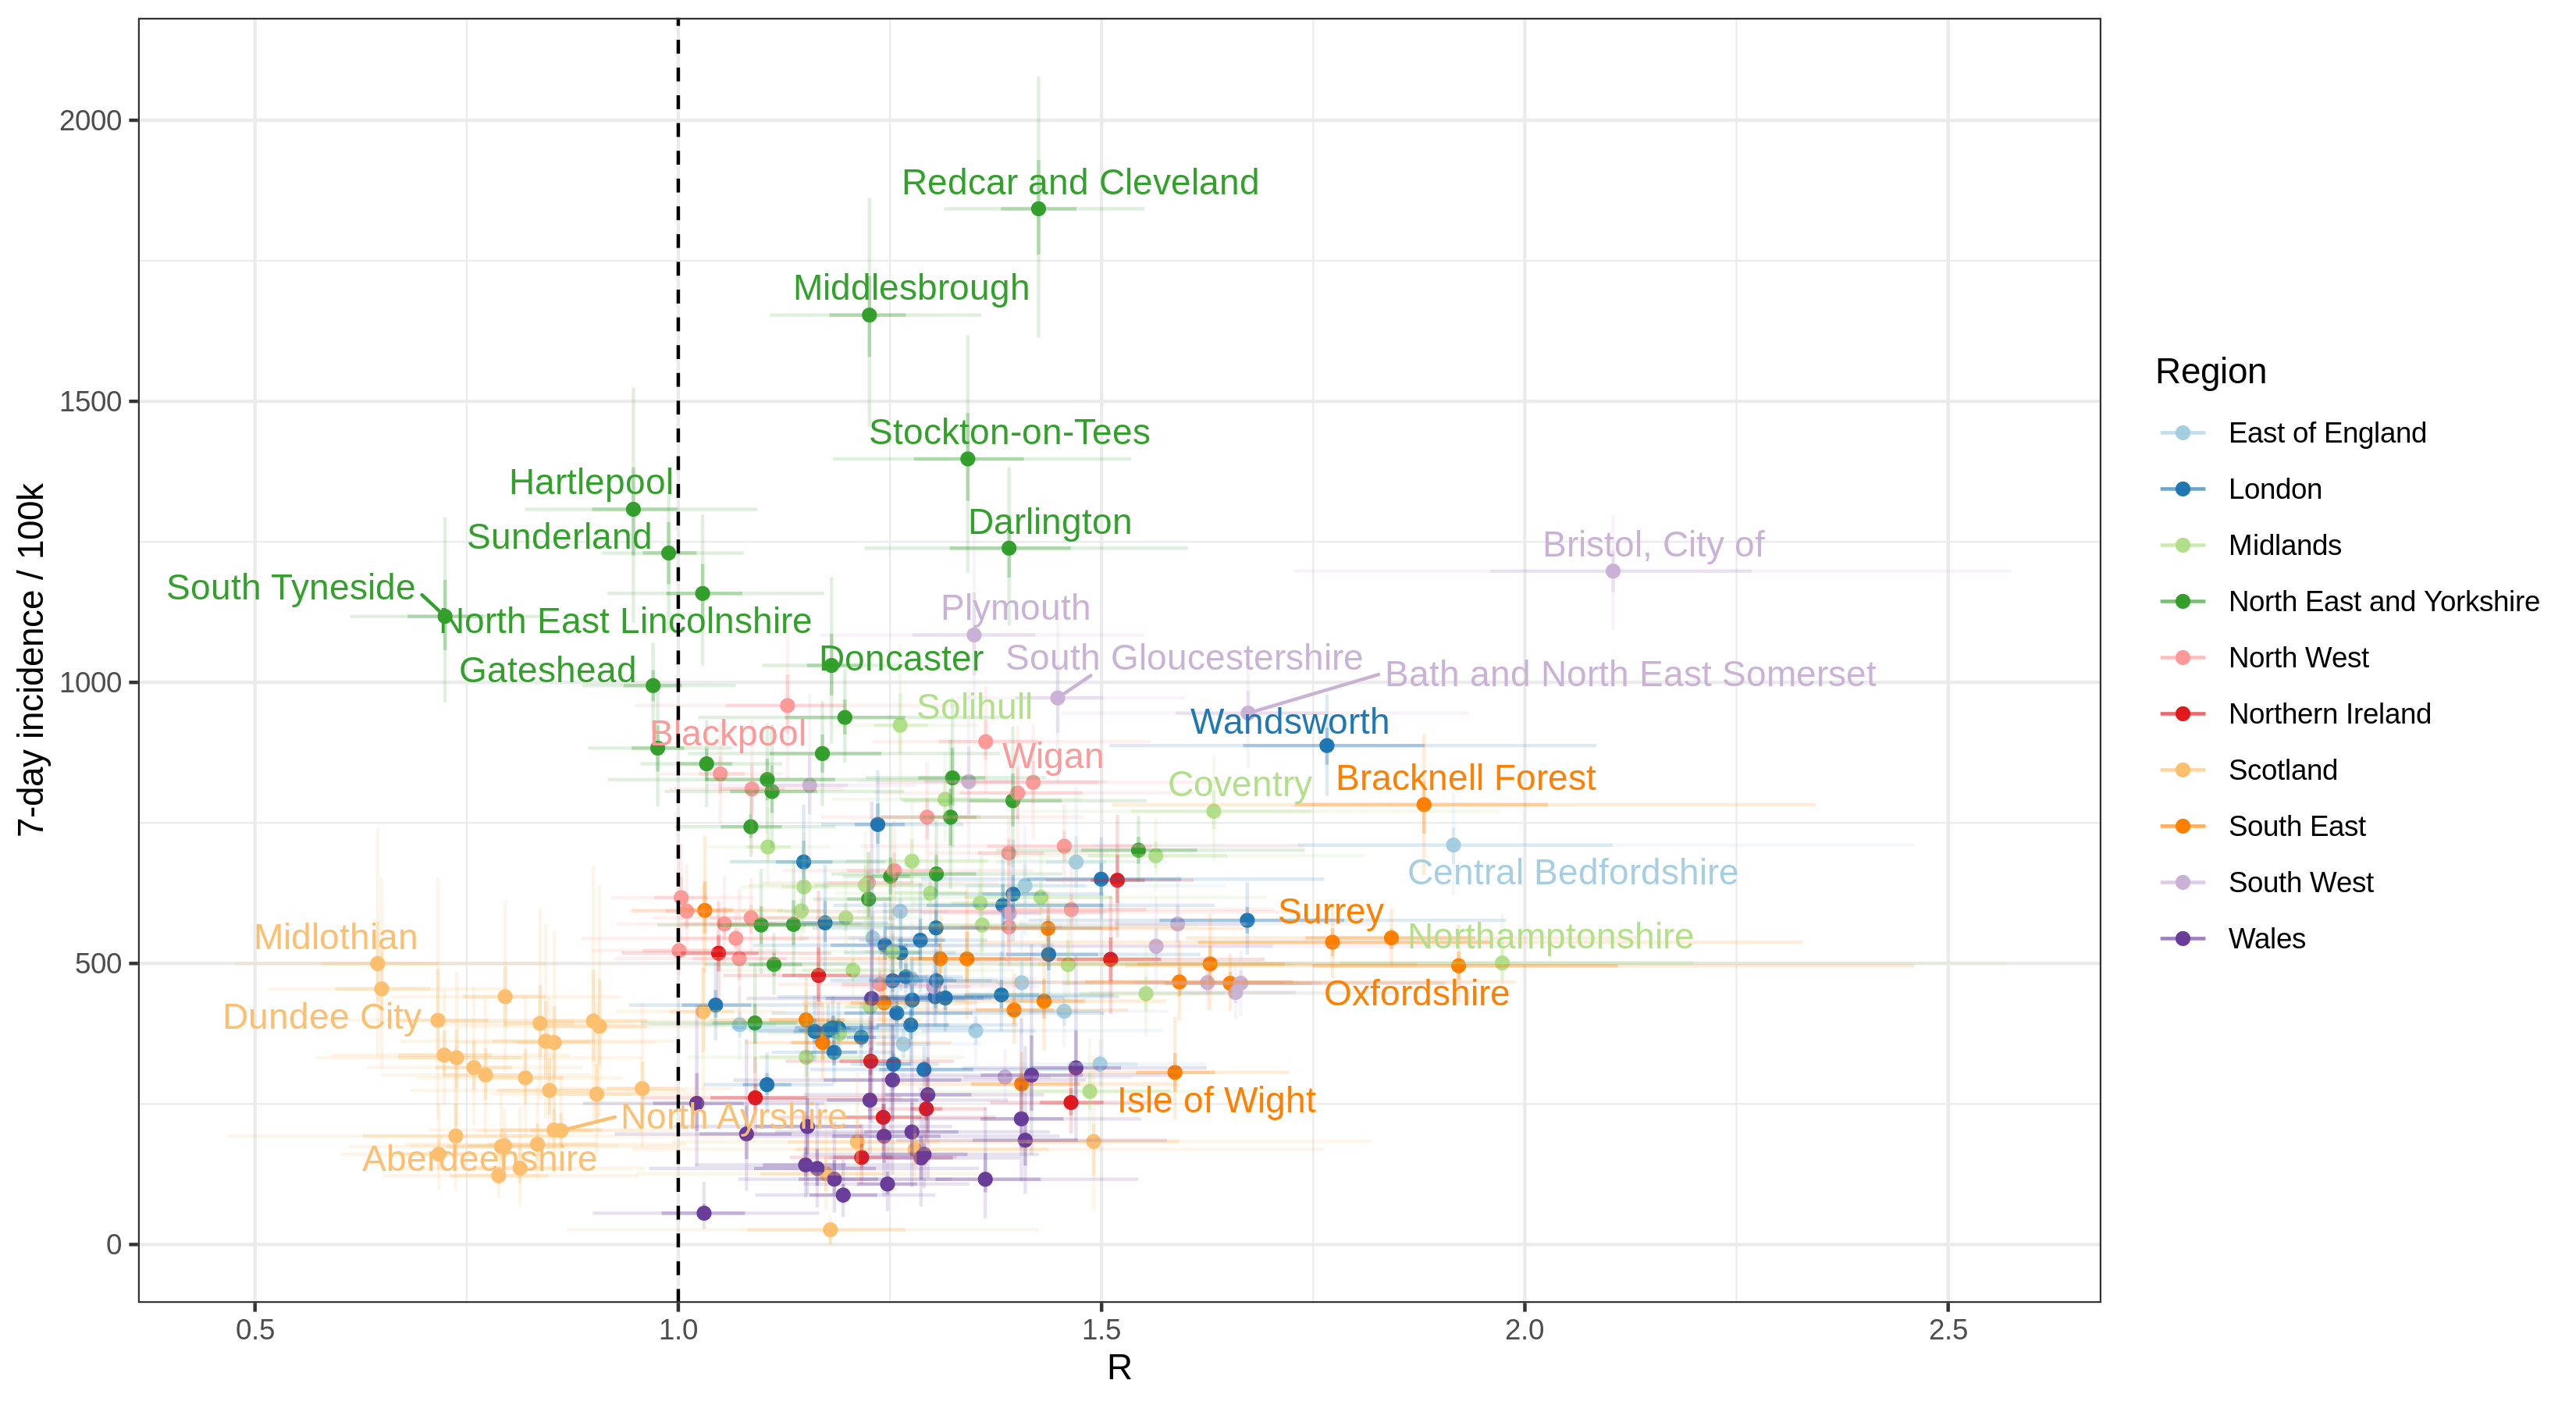 2000
Redcar and Cleveland
Middlesbrough
1500
Stockton-on-Tees
Hartlepool
Darlington
Sunderland
Bristol, City of
South Tyneside
Plymouth
North East Lincolnshire
Doncaster
South Gloucestershire
Gateshead
Bath and North East Somerset
1000
Solihull
Wandsworth
Blackpool
Wigan
Bracknell Forest
Coventry
Central Bedfordshire
Surrey
Midlothian
Northamptonshire
500
Oxfordshire
Dundee City
Isle of Wight
North Ayrshire
Aberdeenshire
0
7-day incidence / 100k
0.5
1.0
1.5
2.0
2.5
R
Region
East of England
London
Midlands
North East and Yorkshire
North West
Northern Ireland
Scotland
South East
South West
Wales